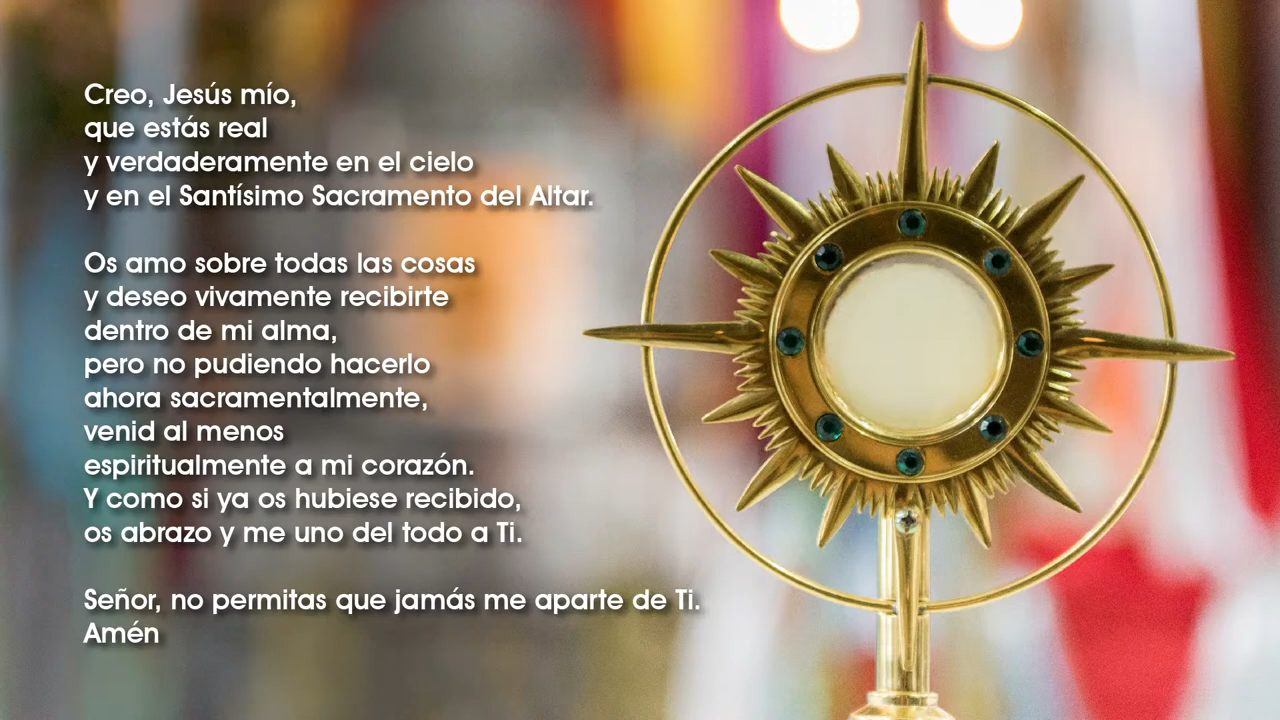 Creo, Jesús mío,
que estás real
y verdaderamente en el cielo
y en el Santísimo Sacramento del Altar.
Os amo sobre todas las cosas
y deseo vivamente recibirte
dentro de mi alma,
pero no pudiendo hacerlo
ahora sacramentalmente,
venid al menos
espiritualmente a mi corazón.
Y como si ya os hubiese recibido,
os abrazo y me uno del todo a Ti.
Señor, no permitas que jamás me aparte de Ti.
Amén